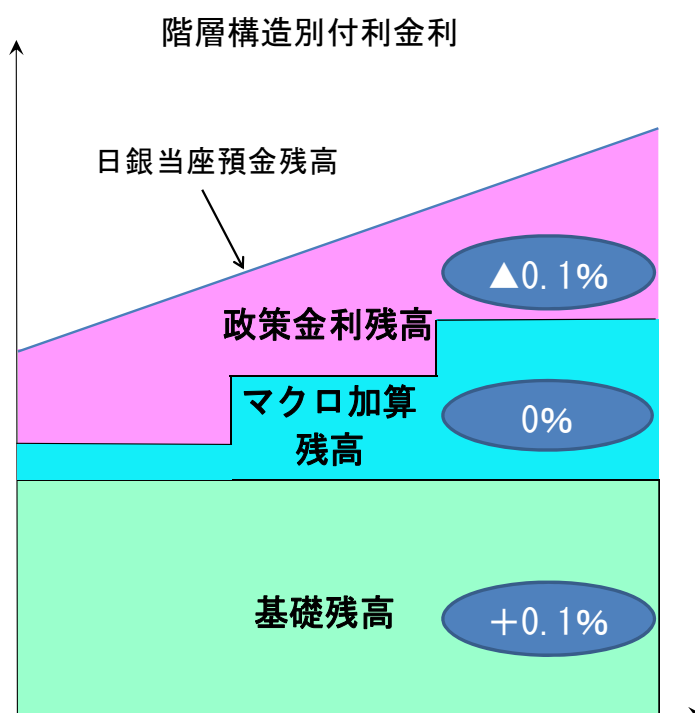 階層構造別付利金利
日銀当座預金残高
▲0.1%
政策金利残高
マクロ加算
残高
0%
基礎残高
＋0.1%